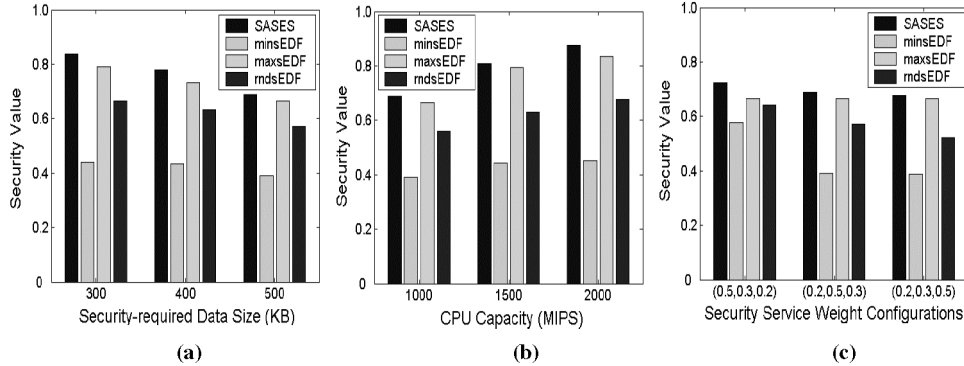 1.0
0.8
0.6
0.4
0.2
0
Security Value
SASES
minsEDF
maxsEDF
rndsEDF
300 400 500
Security-required Data Size (KB)
(a)
1.0
0.8
0.6
0.4
0.2
0
Security Value
SASES
minsEDF
maxsEDF
rndsEDF
1000 1500 2000
CPU Capacity (MIPS)
(b)
1.0
0.8
0.6
0.4
0.2
0
Security Value
SASES
minsEDF
maxsEDF
rndsEDF
(0.5,0.3,0.2) (0.2,0.5,0.3) (0.2,0.3,0.5)
Security Service Weight Configurations
(c)